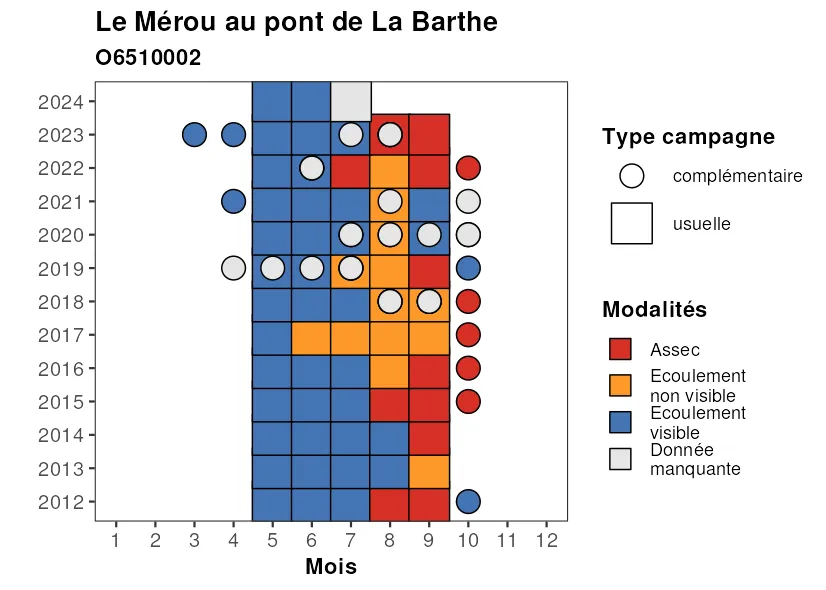 Le Mérou au pont de La Barthe
O6510002
2024
2023
2022
2021
2020
2019
2018
2017
2016
2015
2014
2013
2012
1 2 3 4 5 6 7 8 9 10 11 12
Mois
Type campagne
complémentaire
usuelle
Modalités
Assec
Ecoulement
non visible
Ecoulement
visible
Donnée
manquante